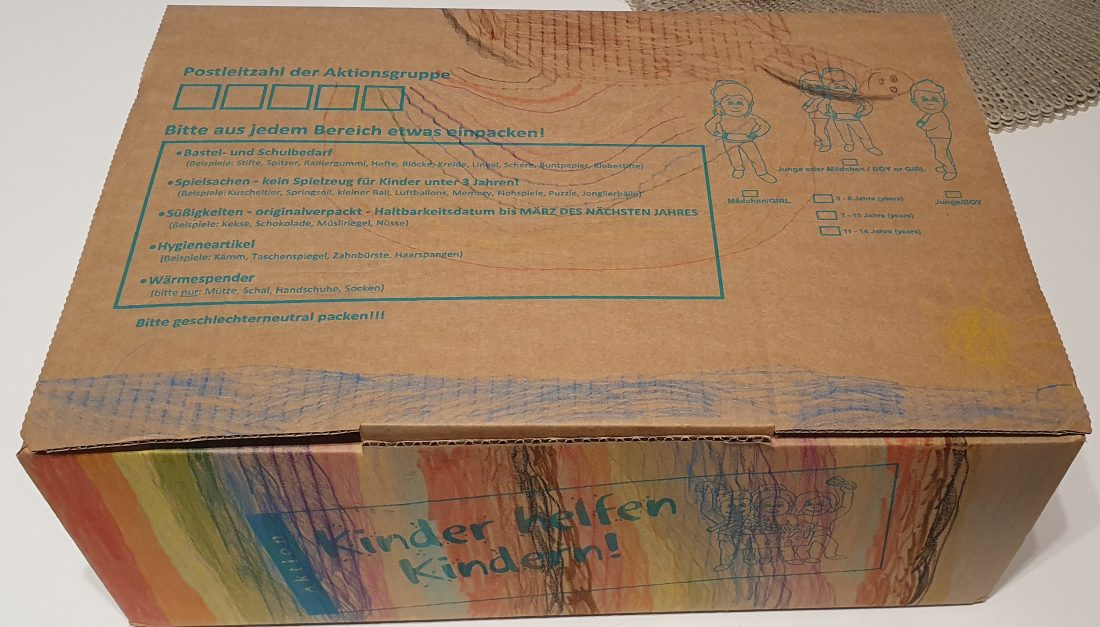 Postleitzahl der Aktionsgruppe
Bitte aus jedem Bereich etwas einpacken!
•Bastel- und Schulbedarf
(Beispiele: Stifte, Spitzer, Radiergummi, Hefte, Blöcke, Kreide, Lineal, Schere, Buntpapier, Klebestifte)
•Spielsachen - kein Spielzeug für Kinder unter 3 Jahren!
(Beispiele: Kuscheltier, Springseil, kleiner Ball, Luftballons, Memory, Flohspiele, Puzzle, Jonglierbälle)
•Süßigkeiten - originalverpackt - Haltbarkeitsdatum bis MÄRZ DES NÄCHSTEN JAHRES
(Beispiele: Kekse, Schokolade, Müsliriegel, Nüsse)
•Hygieneartikel
(Beispiele: Kamm, Taschenspiegel, Zahnbürste, Haarspangen)
•Wärmespender
(bitte nur: Mütze, Schal, Handschuhe, Socken)
Bitte geschlechterneutral packen!!!
Junge oder Mädchen / BOY or GIRL
Mädchen/GIRL
Junge/BOY
3 - 6 Jahre (years)
7 - 10 Jahre (years)
11 - 14 Jahre (years)
aktion
Kinder helfen
Kindern!